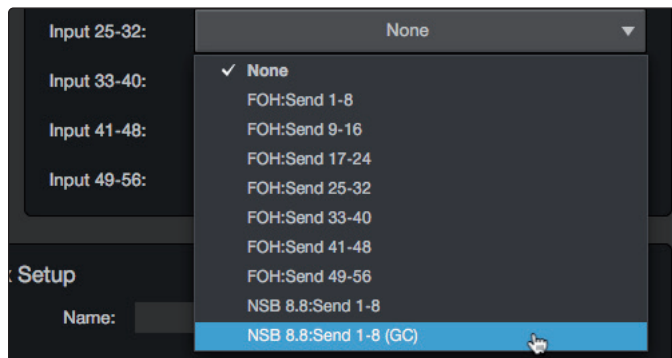 Input 25-32: None
✓ None
Input 33-40:
FOH:Send 1-8
FOH:Send 9-16
Input 41-48:
FOH:Send 17-24
Input 49-56:
FOH:Send 25-32
FOH:Send 33-40
FOH:Send 41-48
Setup
FOH:Send 49-56
NSB 8.8:Send 1-8
Name:
NSB 8.8:Send 1-8 (GC)